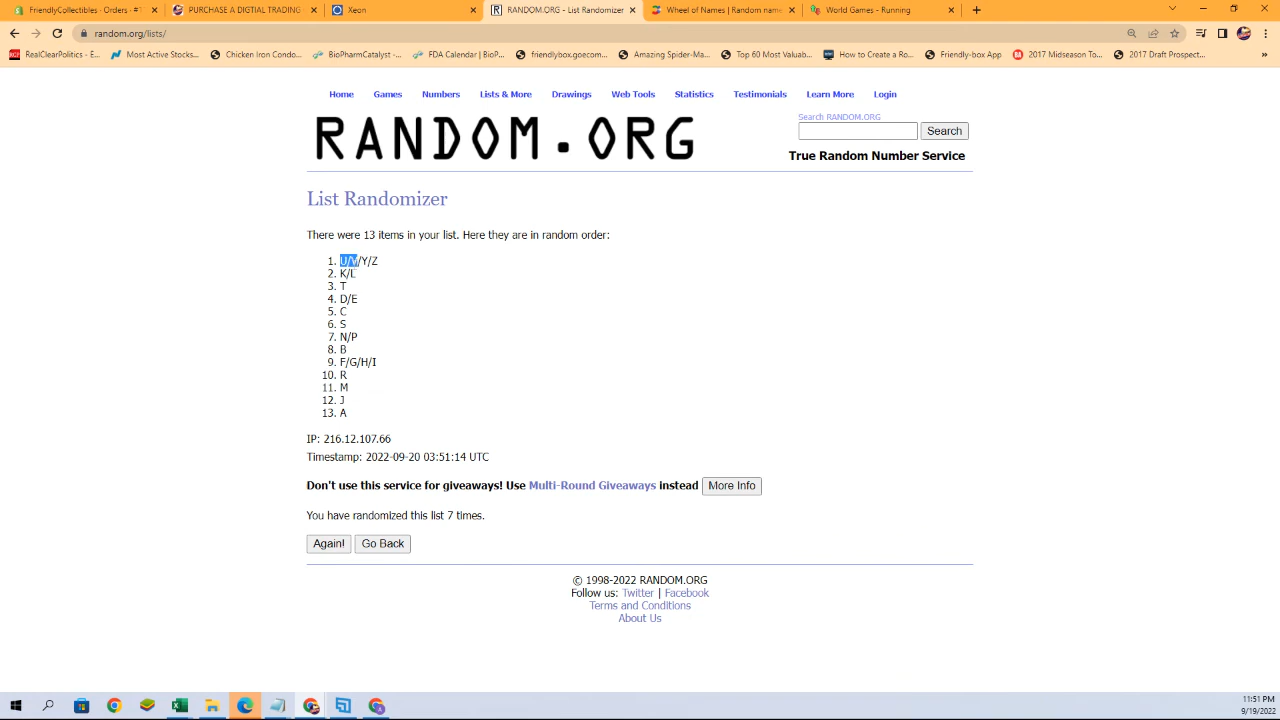 FriendlyCollectibles - Orders - #1
PURCHASE A DIGTIAL TRADING -
Xeon
RANDOM.ORG - List Randomizer
Wheel of Names | Random name
World Games - Running
random.org/lists/
RealClearPolitics - E...
Most Active Stocks...
Chicken Iron Condo...
BioPharmCatalyst -...
FDA Calendar | BioP...
friendlybox.goecom...
Amazing Spider-Ma...
Top 60 Most Valuab...
How to Create a Ro...
Friendly-box App
2017 Midseason To...
2017 Draft Prospect...
Home Games Numbers Lists & More Drawings Web Tools Statistics Testimonials Learn More Login
RANDOM.ORG
Search RANDOM.ORG
Search
True Random Number Service
List Randomizer
There were 13 items in your list. Here they are in random order:
1. U/V/Y/Z
2. K/L
3. T
4. D/E
5. C
6. S
7. N/P
8. B
9. F/G/H/I
10. R
11. M
12. J
13. A
IP: 216.12.107.66
Timestamp: 2022-09-20 03:51:14 UTC
Don't use this service for giveaways! Use Multi-Round Giveaways instead More Info
You have randomized this list 7 times.
Again! Go Back
© 1998-2022 RANDOM.ORG
Follow us: Twitter | Facebook
Terms and Conditions
About Us
11:51 PM
9/19/2022